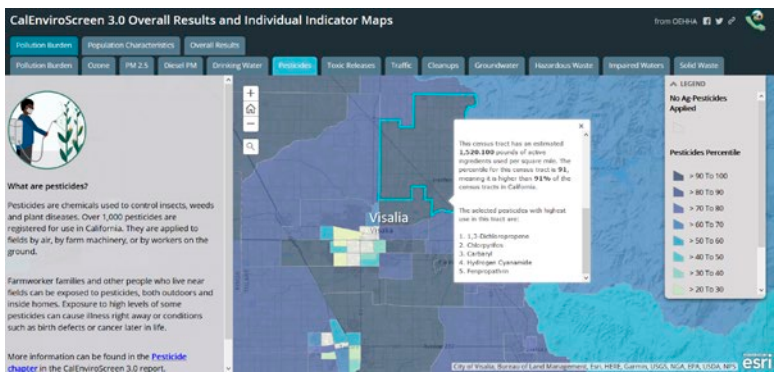 CalEnviroScreen 3.0 Overall Results and Individual Indicator Maps
from OEHHA
Pollution Burden Population Characteristics Overall Results
Pollution Burden Ozone PM 2.5 Diesel PM Drinking Water Pesticides Toxic Releases Traffic Cleanups Groundwater Hazardous Waste Impaired Waters Solid Waste
What are pesticides?
Pesticides are chemicals used to control insects, weeds
and plant diseases. Over 1,000 pesticides are
registered for use in California. They are applied to
fields by air, by farm machinery, or by workers on the
ground.
Farmworker families and other people who live near
fields can be exposed to pesticides, both outdoors and
inside homes. Exposure to high levels of some
pesticides can cause illness right away or conditions
such as birth defects or cancer later in life.
More information can be found in the Pesticide
chapter in the CalEnviroScreen 3.0 report.
Visalia
Visalia
This census tract has an estimated
1,520.100 pounds of active
ingredients used per square mile. The
percentile for this census tract is 91,
meaning it is higher than 91% of the
census tracts in California.
The selected pesticides with highest
use in this tract are:
1. 1,3-Dichloropropene
2. Chlorpyrifos
3. Carbaryl
4. Hydrogen Cyanamide
5. Fenpropathrin
LEGEND
No Ag-Pesticides
Applied
Pesticides Percentile
> 90 To 100
> 80 To 90
> 70 To 80
> 60 To 70
> 50 To 60
> 40 To 50
> 30 To 40
> 20 To 30
City of Visalia, Bureau of Land Management, Esri, HERE, Garmin, USGS, NGA, EPA, USDA, NPS
esri